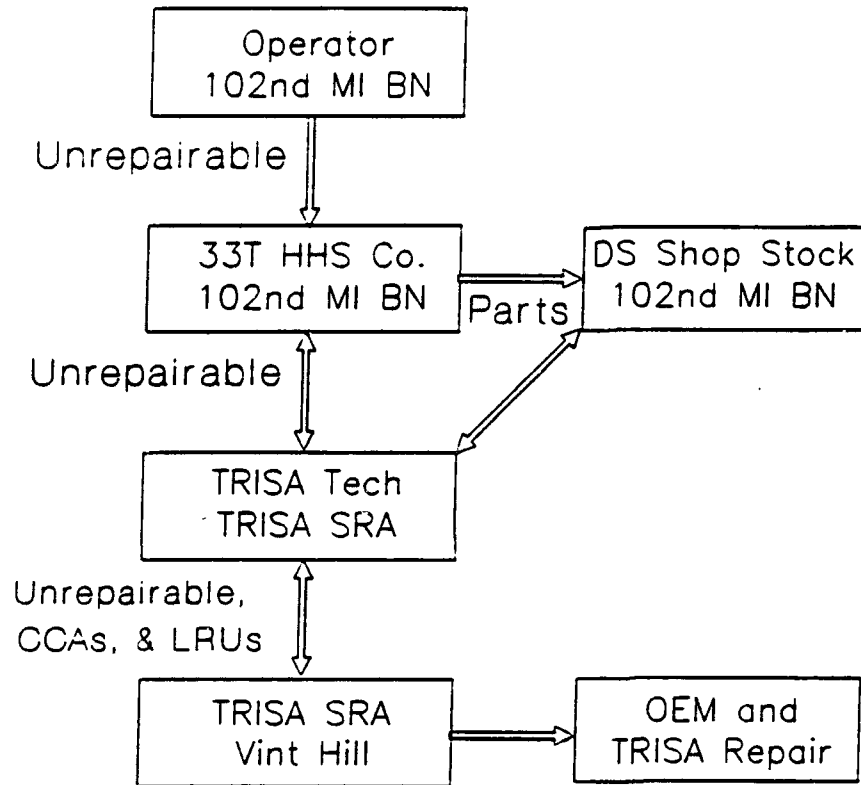 Operator
102nd MI BN
Unrepairable
33T HHS Co.
102nd MI BN
Parts
DS Shop Stock
102nd MI BN
Unrepairable
TRISA Tech
TRISA SRA
Unrepairable,
CCAs, & LRUs
TRISA SRA
Vint Hill
OEM and
TRISA Repair